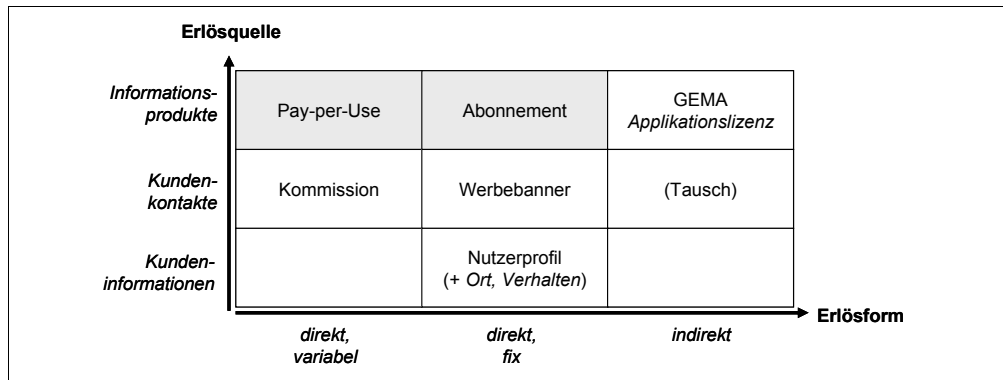 Erlösquelle
Informations-
produkte
Pay-per-Use
Abonnement
GEMA
Applikationslizenz
Kunden-
kontakte
Kommission
Werbebanner
(Tausch)
Kunden-
informationen
Nutzerprofil
(+ Ort, Verhalten)
Erlösform
direkt,
variabel
direkt,
fix
indirekt